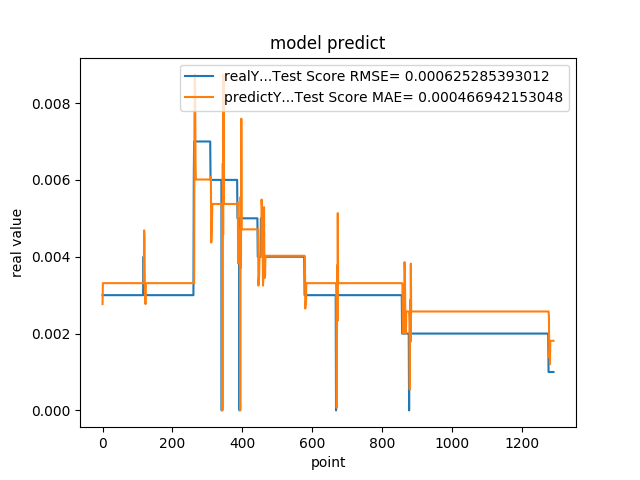 model predict
realY...Test Score RMSE= 0.000625285393012
predictY...Test Score MAE= 0.000466942153048
0.008
0.006
0.004
0.002
0.000
real value
0 200 400 600 800 1000 1200
point